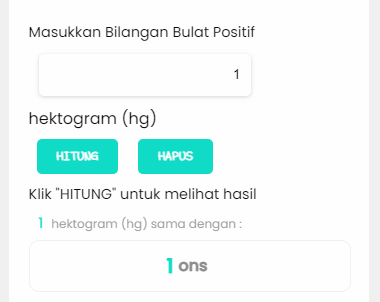 Masukkan Bilangan Bulat Positif
1
hektogram (hg)
HITUNG HAPUS
Klik "HITUNG" untuk melihat hasil
1 hektogram (hg) sama dengan :
1 ons